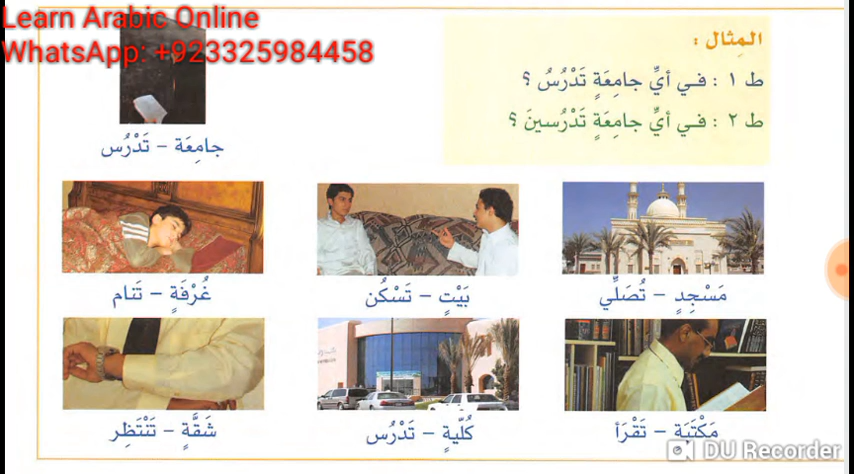 Learn Arabic Online
WhatsApp: +923325984458
المِثال :
ط ١ : في أيِّ جامِعَةٍ تَدْرُسُ ؟
ط ٢ : في أيِّ جامِعَةٍ تَدْرُسينَ ؟
جامِعَة – تَدْرُس
مَسْجِدٍ – تُصَلِّي
بَيْتٍ – تَسْكُن
غُرْفَةٍ – تَنام
مَكْتَبَةٍ – تَقْرَأ
كُلّيةٍ – تَدْرُس
شَقَّةٍ – تَنْتَظِر
DU Recorder